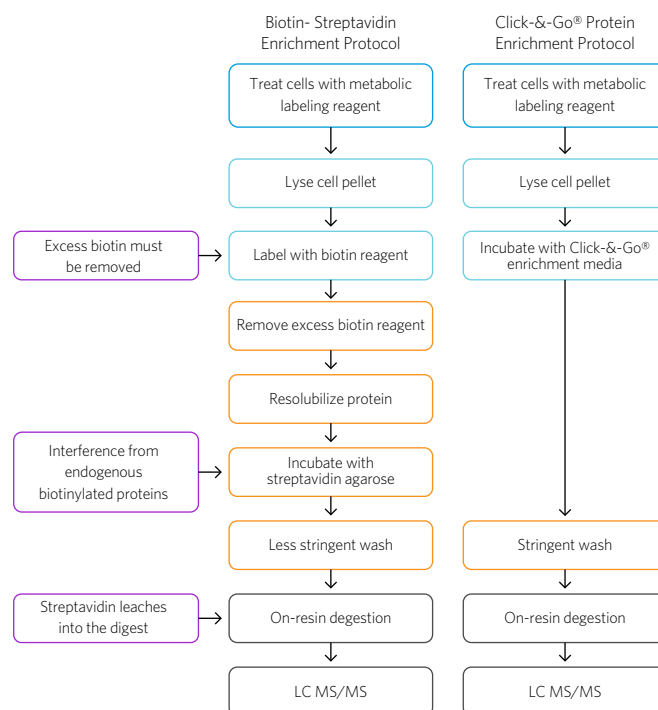 Biotin- Streptavidin
Enrichment Protocol
Click-&-Go® Protein
Enrichment Protocol
Treat cells with metabolic
labeling reagent
Treat cells with metabolic
labeling reagent
Lyse cell pellet
Lyse cell pellet
Excess biotin must
be removed
Label with biotin reagent
Incubate with Click-&-Go®
enrichment media
Remove excess biotin reagent
Resolubilize protein
Interference from
endogenous
biotinylated proteins
Incubate with
streptavidin agarose
Less stringent wash
Stringent wash
Streptavidin leaches
into the digest
On-resin degestion
On-resin degestion
LC MS/MS
LC MS/MS